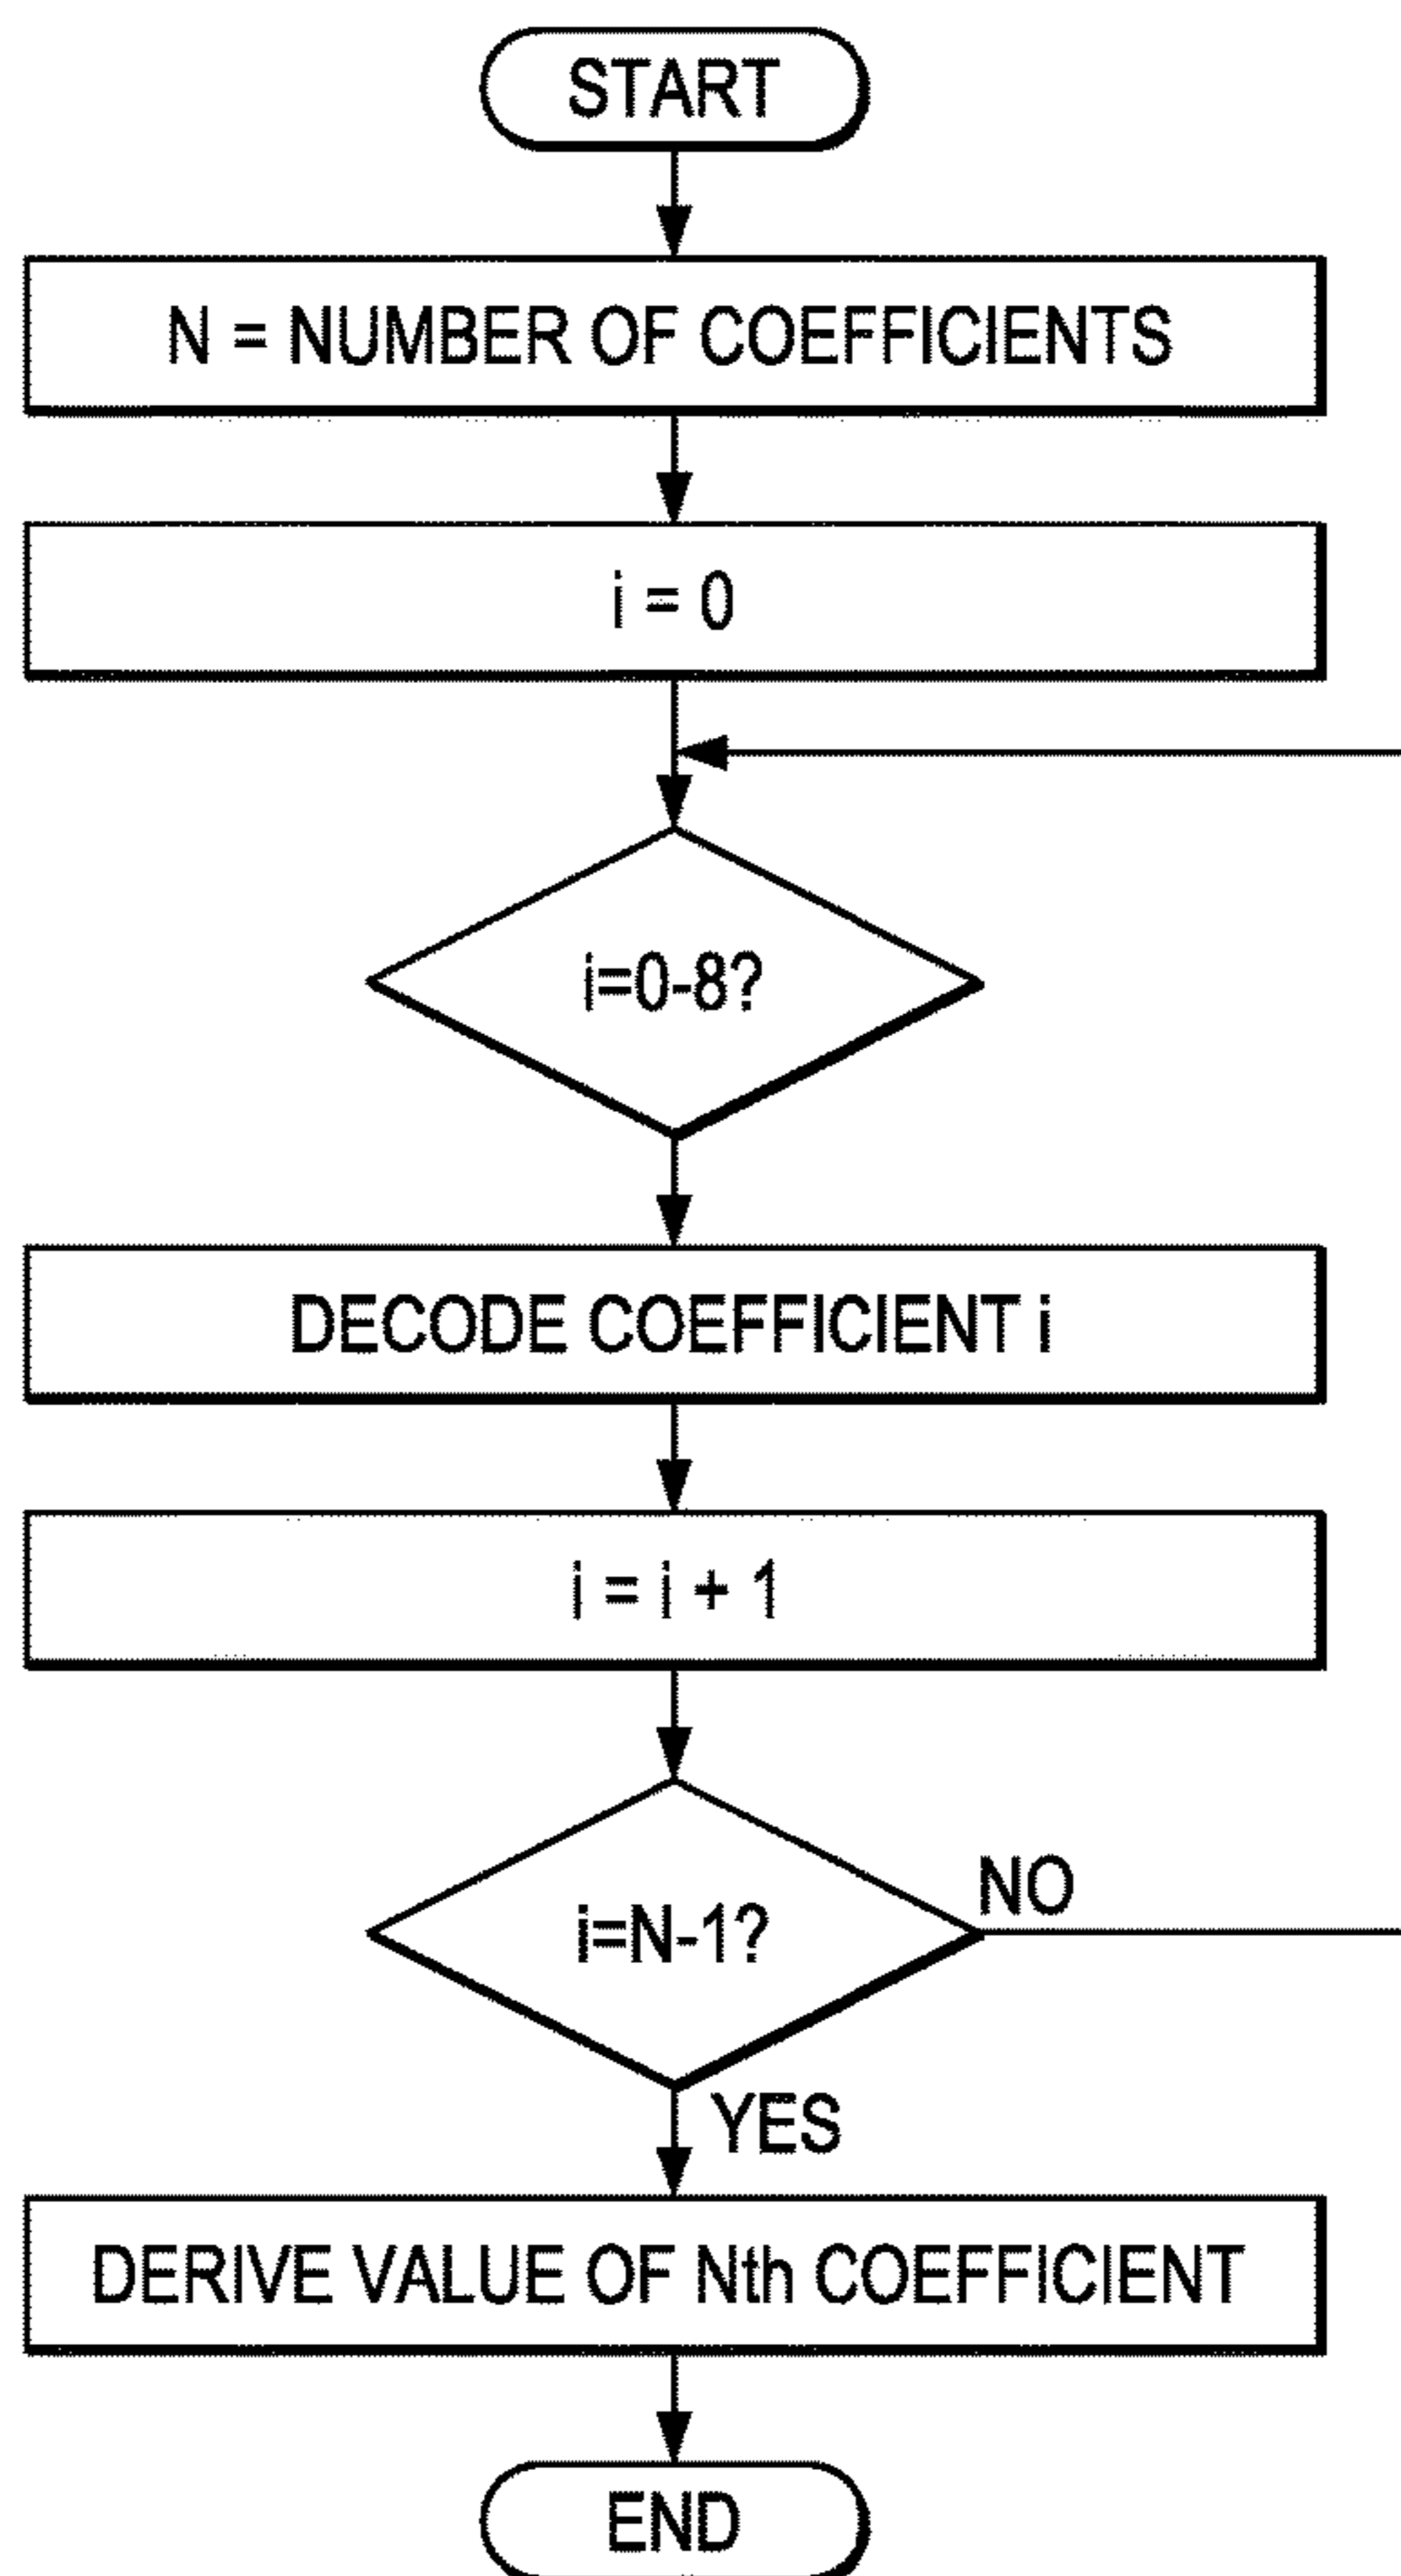 START
N = NUMBER OF COEFFICIENTS
i = 0
i=0-8?
DECODE COEFFICIENT i
i = i + 1
i=N-1?
NO
YES
DERIVE VALUE OF Nth COEFFICIENT
END